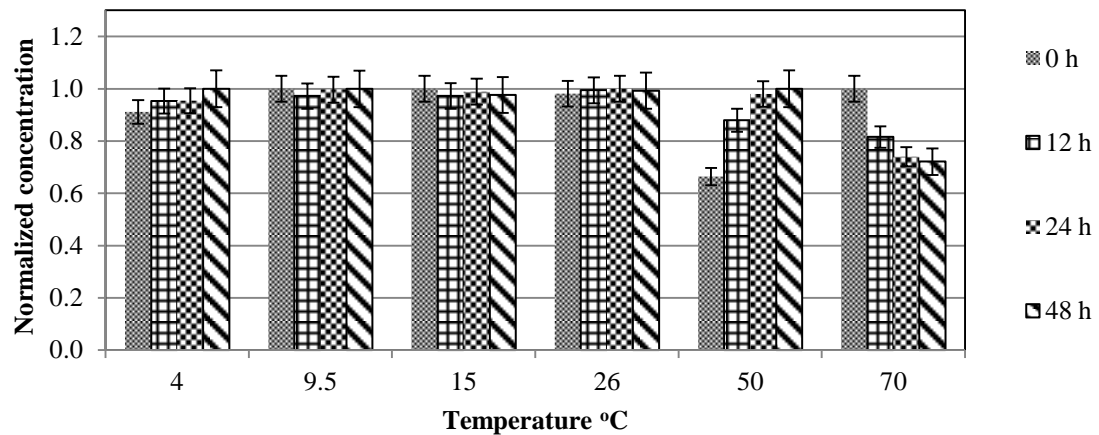 Normalized concentration
1.2
1.0
0.8
0.6
0.4
0.2
0.0
4 9.5 15 26 50 70
Temperature ºC
0 h
12 h
24 h
48 h